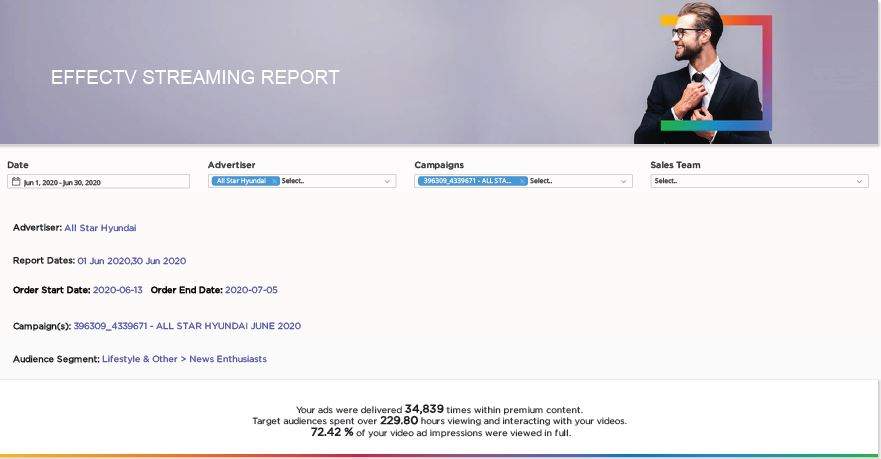 EFFECTV STREAMING REPORT
Date Advertiser Campaigns Sales Team
Jun 1, 2020 - Jun 30, 2020 All Star Hyundai × Select.. 396309_4339671 - ALL STA... × Select.. Select..
Advertiser: All Star Hyundai
Report Dates: 01 Jun 2020,30 Jun 2020
Order Start Date: 2020-06-13 Order End Date: 2020-07-05
Campaign(s): 396309_4339671 - ALL STAR HYUNDAI JUNE 2020
Audience Segment: Lifestyle & Other > News Enthusiasts
Your ads were delivered 34,839 times within premium content.
Target audiences spent over 229.80 hours viewing and interacting with your videos.
72.42 % of your video ad impressions were viewed in full.